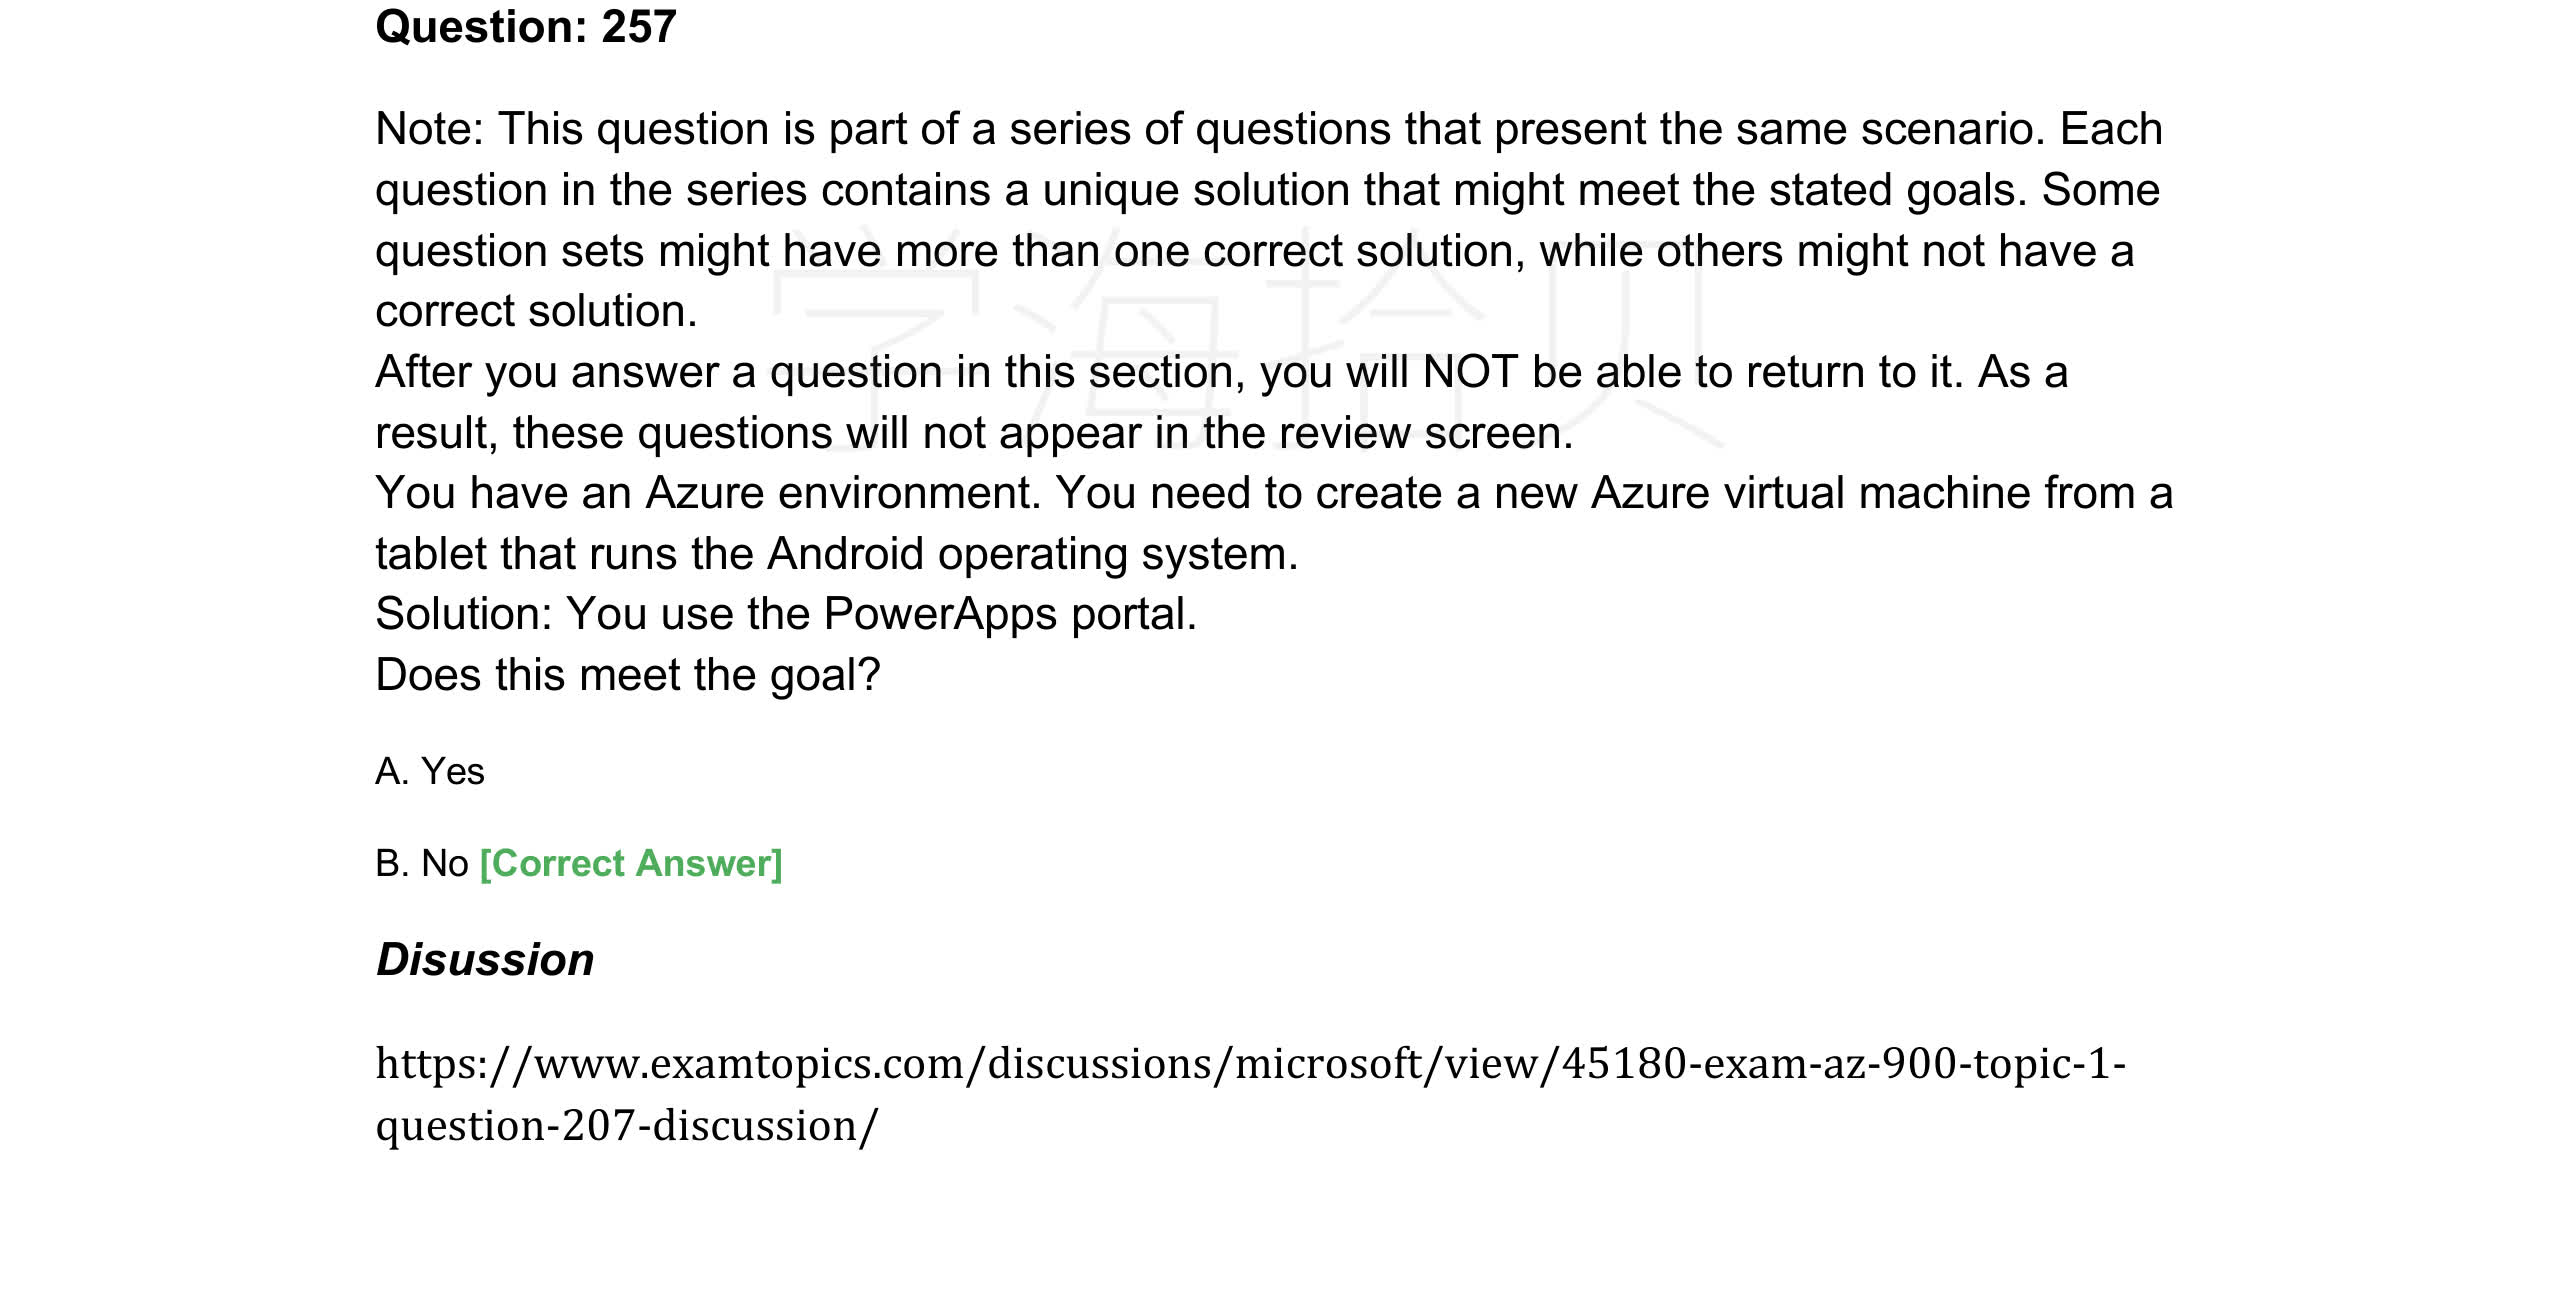 Question: 257
Note: This question is part of a series of questions that present the same scenario. Each
question in the series contains a unique solution that might meet the stated goals. Some
question sets might have more than one correct solution, while others might not have a
correct solution.
After you answer a question in this section, you will NOT be able to return to it. As a
result, these questions will not appear in the review screen.
You have an Azure environment. You need to create a new Azure virtual machine from a
tablet that runs the Android operating system.
Solution: You use the PowerApps portal.
Does this meet the goal?
A. Yes
B. No [Correct Answer]
Disussion
https://www.examtopics.com/discussions/microsoft/view/45180-exam-az-900-topic-1-
question-207-discussion/
学海拾贝